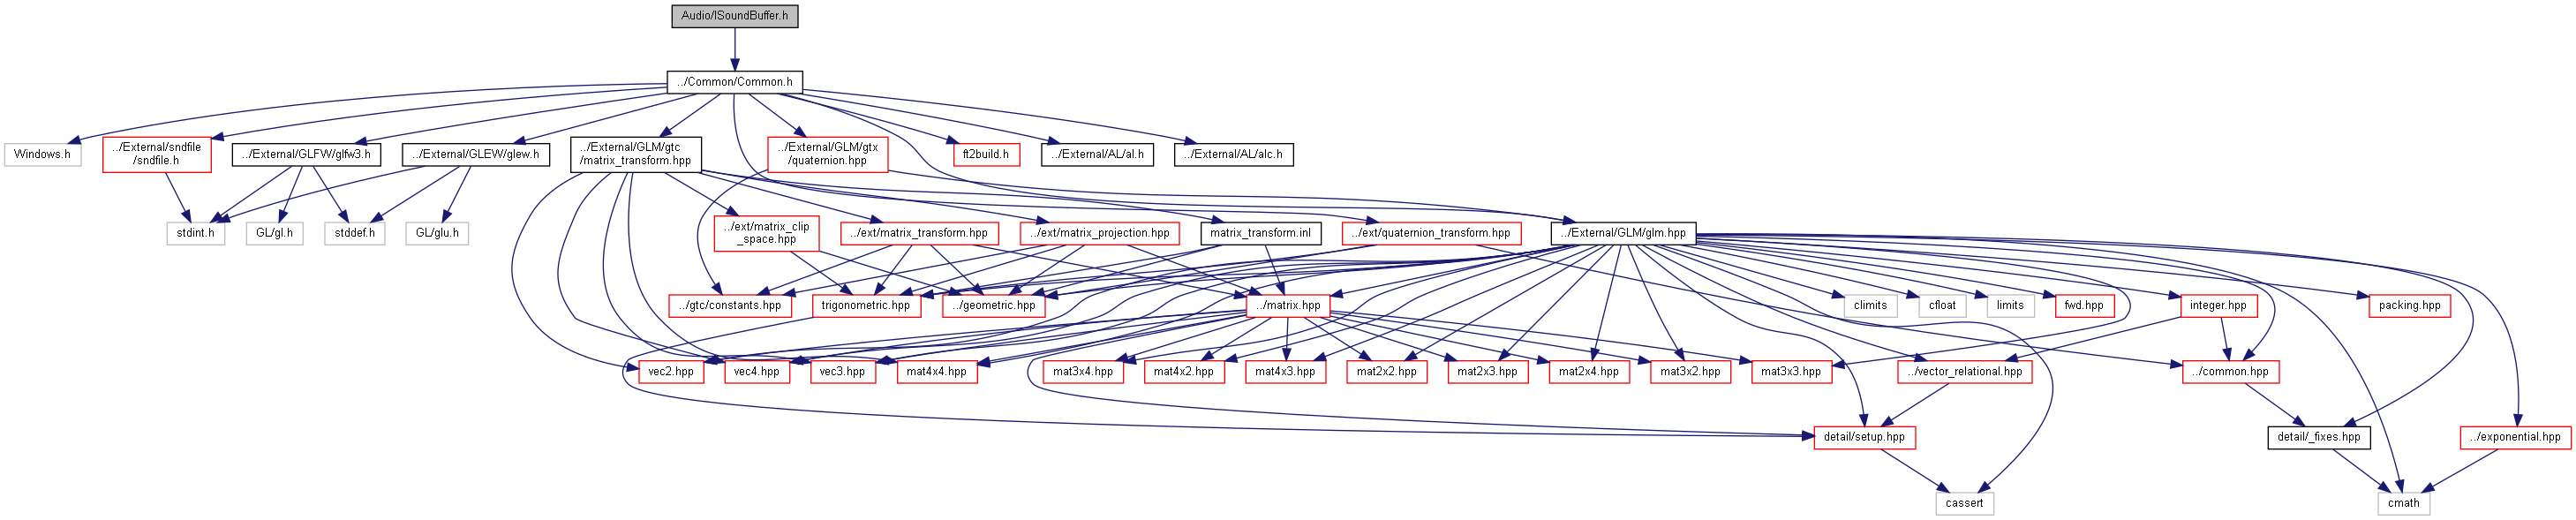 Audio/ISoundBuffer.h
../Common/Common.h
Windows.h
../External/sndfile
/sndfile.h
../External/GLFW/glfw3.h
../External/GLEW/glew.h
../External/GLM/gtc
/matrix_transform.hpp
../External/GLM/gtx
/quaternion.hpp
ft2build.h
../External/AL/al.h
../External/AL/alc.h
stdint.h
GL/gl.h
stddef.h
GL/glu.h
../ext/matrix_clip
_space.hpp
../ext/matrix_transform.hpp
../ext/matrix_projection.hpp
matrix_transform.inl
../ext/quaternion_transform.hpp
../External/GLM/glm.hpp
../gtc/constants.hpp
trigonometric.hpp
../geometric.hpp
../matrix.hpp
climits
cfloat
limits
fwd.hpp
integer.hpp
packing.hpp
vec2.hpp
vec4.hpp
vec3.hpp
mat4x4.hpp
mat3x4.hpp
mat4x2.hpp
mat4x3.hpp
mat2x2.hpp
mat2x3.hpp
mat2x4.hpp
mat3x2.hpp
mat3x3.hpp
../vector_relational.hpp
../common.hpp
detail/setup.hpp
detail/_fixes.hpp
../exponential.hpp
cassert
cmath